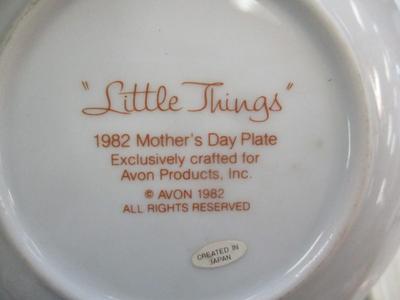 "Little Things"
1982 Mother's Day Plate
Exclusively crafted for
Avon Products, Inc.
© AVON 1982
ALL RIGHTS RESERVED
CREATED IN
JAPAN